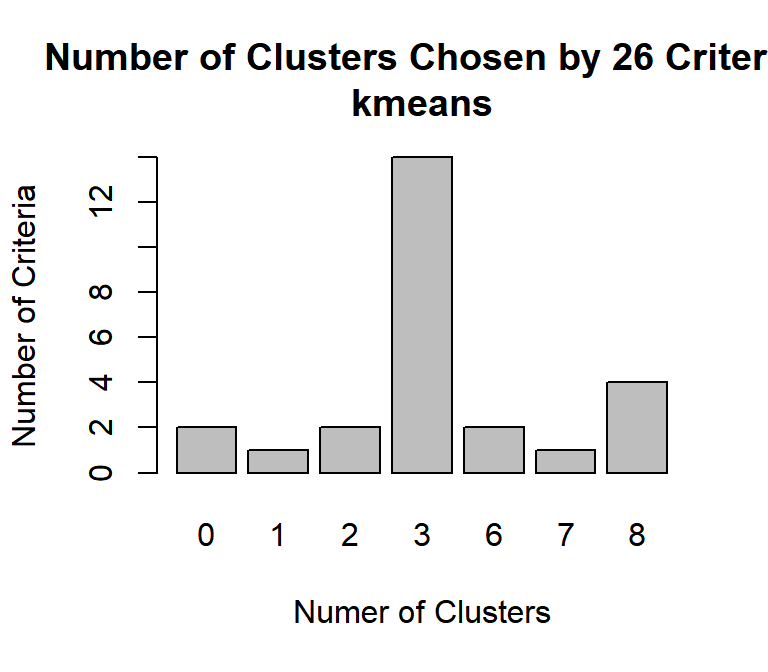 Number of Clusters Chosen by 26 Criter
kmeans
Number of Criteria
12
8
6
4
2
0
0 1 2 3 6 7 8
Numer of Clusters